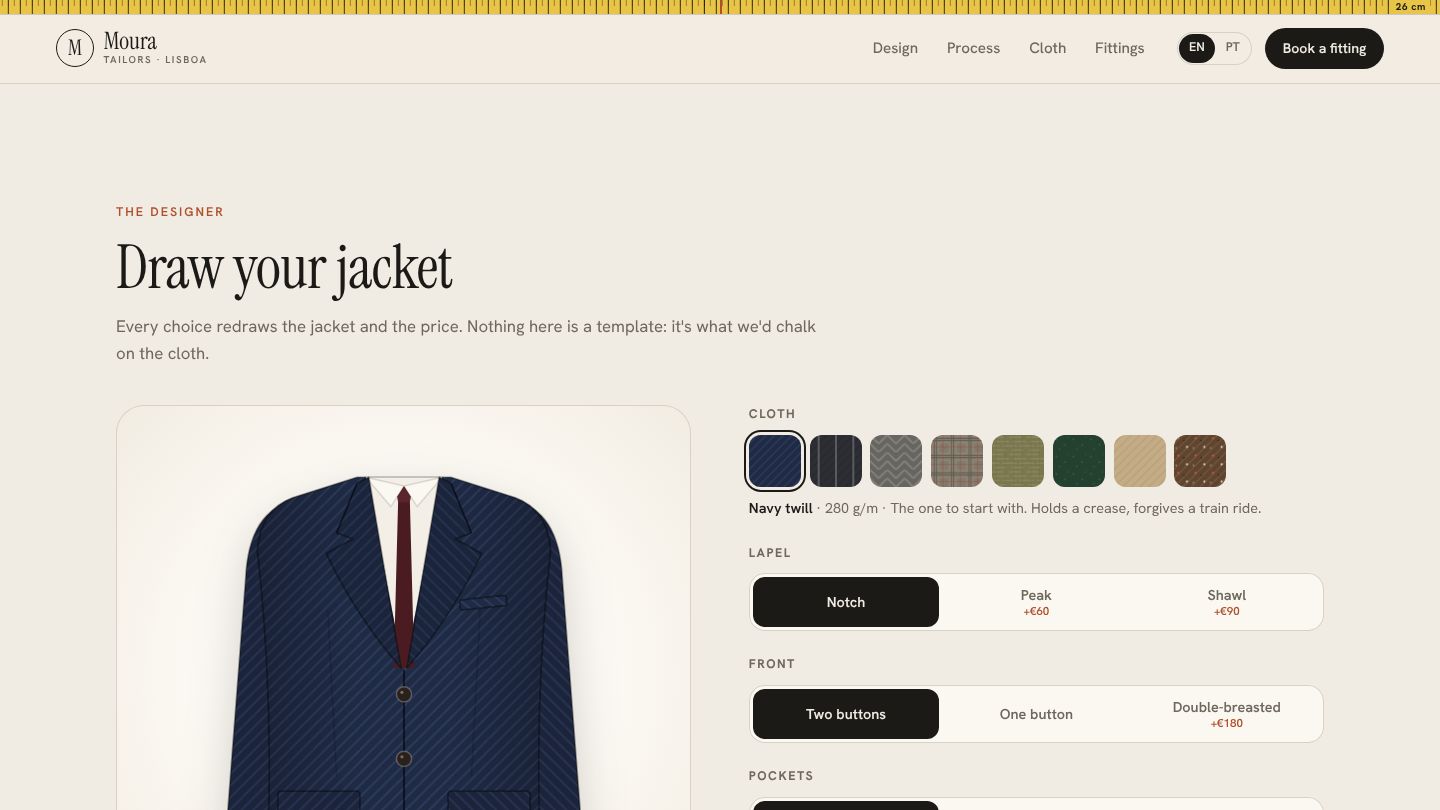 26 cm
M
Moura
TAILORS · LISBOA
Design
Process
Cloth
Fittings
EN
PT
Book a fitting
THE DESIGNER
Draw your jacket
Every choice redraws the jacket and the price. Nothing here is a template: it's what we'd chalk
on the cloth.
CLOTH
Navy twill · 280 g/m · The one to start with. Holds a crease, forgives a train ride.
LAPEL
Notch
Peak
+€60
Shawl
+€90
FRONT
Two buttons
One button
Double-breasted
+€180
POCKETS